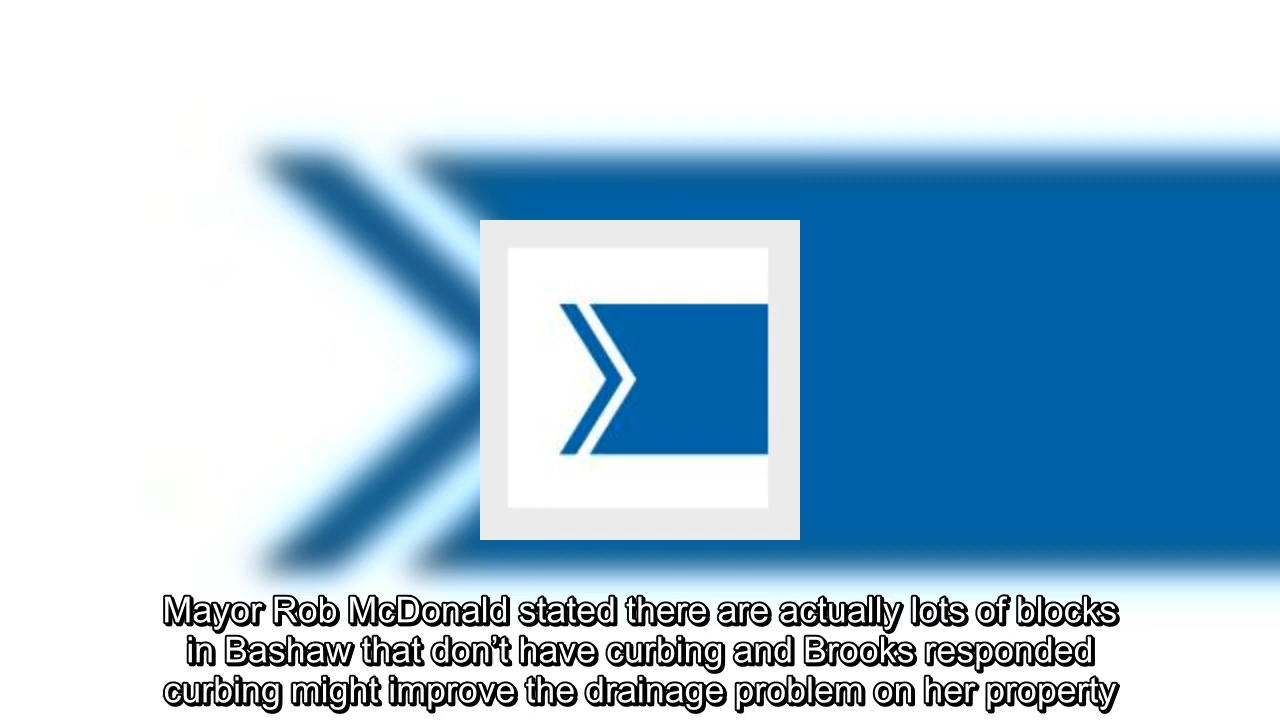 Mayor Rob McDonald stated there are actually lots of blocks
in Bashaw that don’t have curbing and Brooks responded
curbing might improve the drainage problem on her property